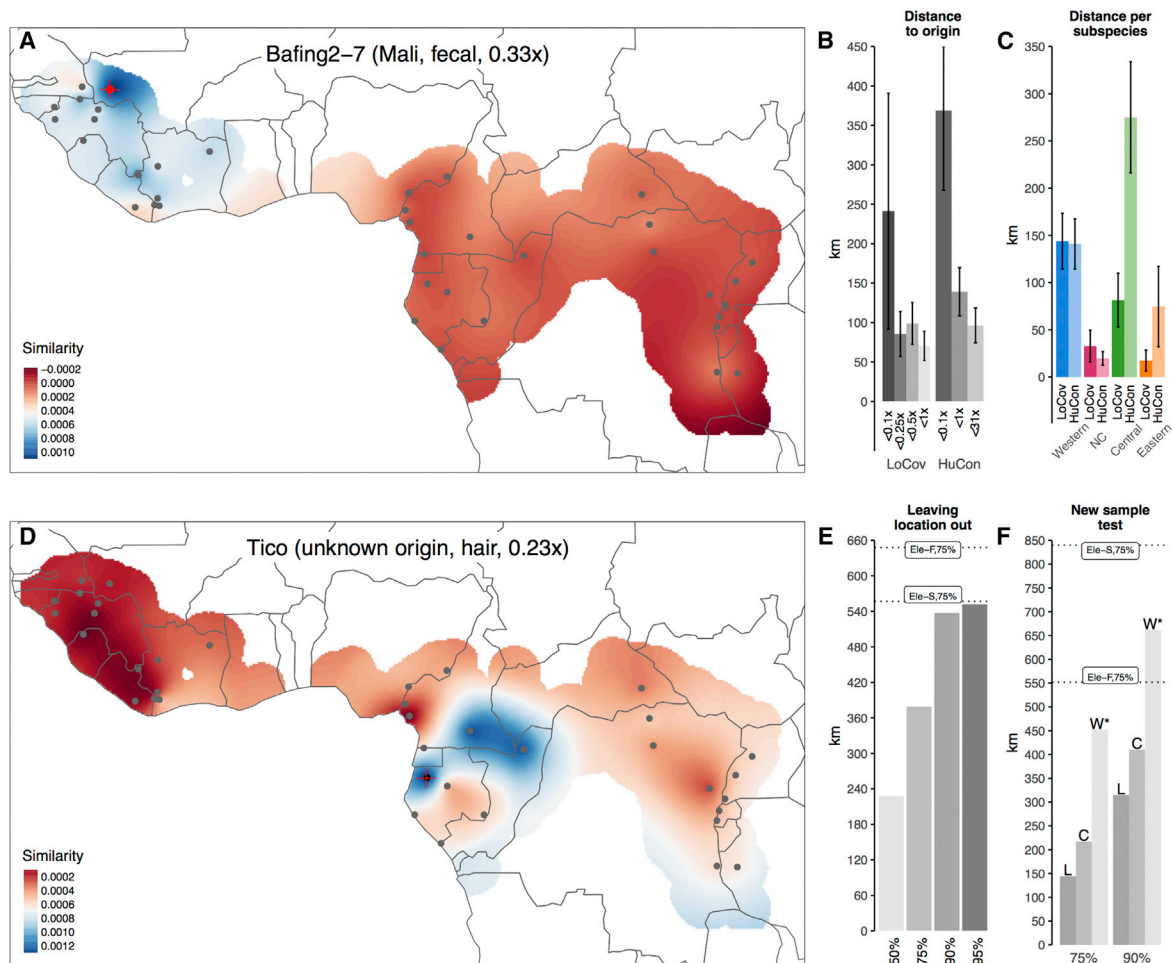 A
Bafing2−7 (Mali, fecal, 0.33x)
Similarity
−0.0002
0.0000
0.0002
0.0004
0.0006
0.0008
0.0010
B
Distance
to origin
km
450
400
350
300
250
200
150
100
50
0
<0.1x
<0.25x
<0.5x
<1x
<0.1x
<1x
<31x
LoCov
HuCon
C
Distance per
subspecies
km
350
300
250
200
150
100
50
0
LoCov
HuCon
LoCov
HuCon
LoCov
HuCon
LoCov
HuCon
Western
NC
Central
Eastern
D
Tico (unknown origin, hair, 0.23x)
Similarity
0.0002
0.0004
0.0006
0.0008
0.0010
0.0012
E
Leaving
location out
km
660
600
540
480
420
360
300
240
180
120
60
0
Ele−F,75%
Ele−S,75%
50%
75%
90%
95%
F
New sample
test
km
850
800
750
700
650
600
550
500
450
400
350
300
250
200
150
100
50
0
Ele−S,75%
Ele−F,75%
L
C
W*
L
C
W*
75%
90%